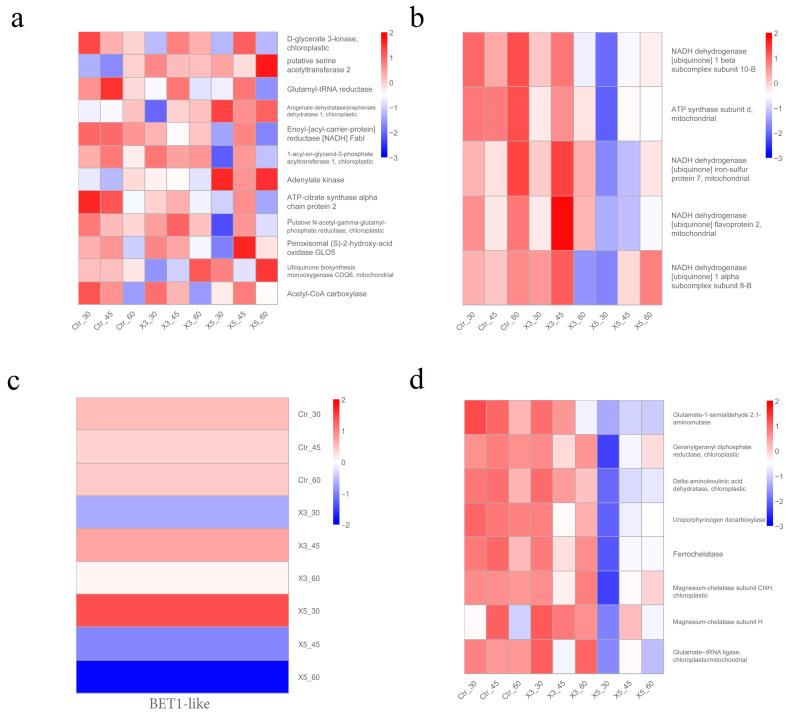 a
D-glycerate 3-kinase,
chloroplastic
putative serine
acetyltransferase 2
Glutamyl-tRNA reductase
Arogenate dehydratase/prephenate
dehydratase 1, chloroplastic
Enoyl-[acyl-carrier-protein]
reductase [NADH] FabI
1-acyl-sn-glycerol-3-phosphate
acyltransferase 1, chloroplastic
Adenylate kinase
ATP-citrate synthase alpha
chain protein 2
Putative N-acetyl-gamma-glutamyl-
phosphate reductase, chloroplastic
Peroxisomal (S)-2-hydroxy-acid
oxidase GLO5
Ubiquinone biosynthesis
monooxygenase COQ6, mitochondrial
Acetyl-CoA carboxylase
2
1
0
−1
−2
−3
Ctr_30
Ctr_45
Ctr_60
X3_30
X3_45
X3_60
X5_30
X5_45
X5_60
b
NADH dehydrogenase
[ubiquinone] 1 beta
subcomplex subunit 10-B
ATP synthase subunit d,
mitochondrial
NADH dehydrogenase
[ubiquinone] iron-sulfur
protein 7, mitochondrial
NADH dehydrogenase
[ubiquinone] flavoprotein 2,
mitochondrial
NADH dehydrogenase
[ubiquinone] 1 alpha
subcomplex subunit
8-B
2
1
0
−1
−2
−3
Ctr_30
Ctr_45
Ctr_60
X3_30
X3_45
X3_60
X5_30
X5_45
X5_60
c
Ctr_30
Ctr_45
Ctr_60
X3_30
X3_45
X3_60
X5_30
X5_45
X5_60
2
1
0
−1
−2
BET1-like
d
Glutamate-1-semialdehyde 2,1-
aminomutase
Geranylgeranyl diphosphate
reductase, chloroplastic
Delta-aminolevulinic acid
dehydratase, chloroplastic
Uroporphyrinogen decarboxylase
Ferrochelatase
Magnesium-chelatase subunit ChlH,
chloroplastic
Magnesium-chelatase subunit H
Glutamate--tRNA ligase,
chloroplastic/mitochondrial
2
1
0
−1
−2
−3
Ctr_30
Ctr_45
Ctr_60
X3_30
X3_45
X3_60
X5_30
X5_45
X5_60